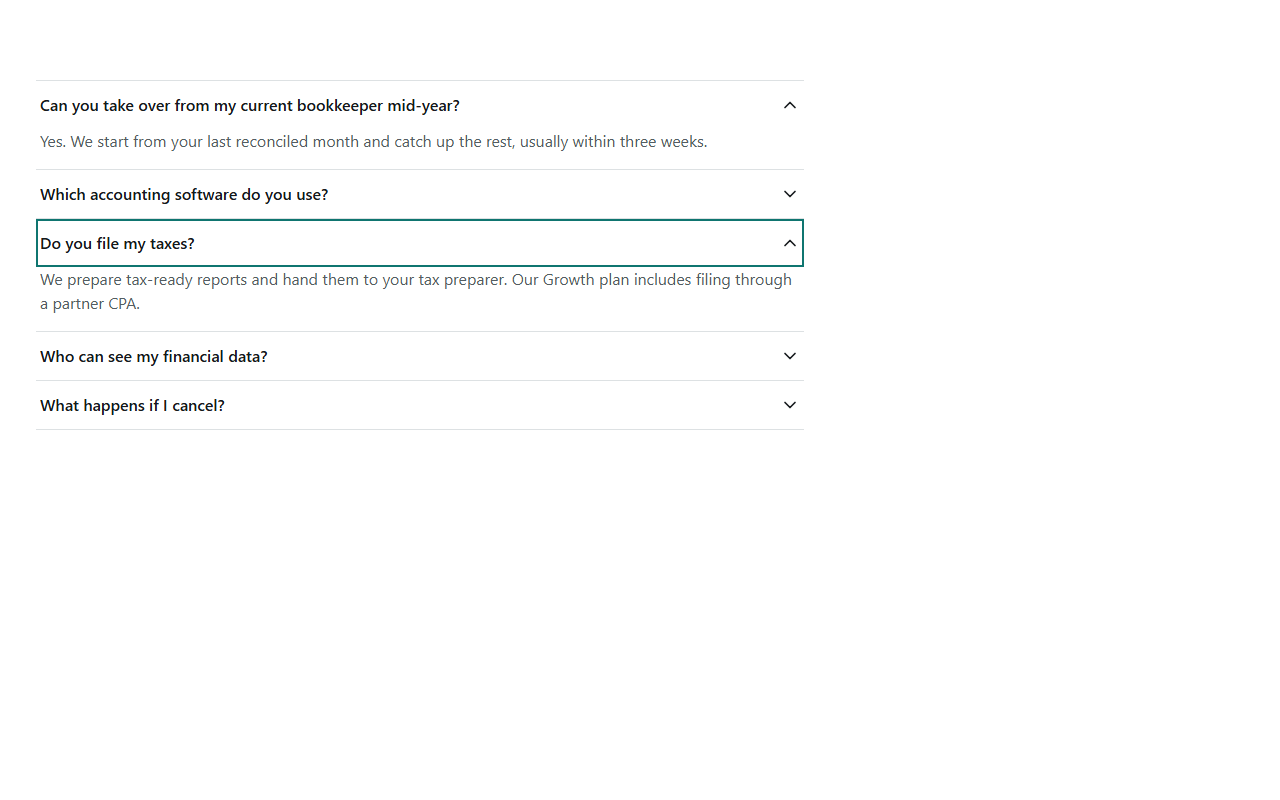 Can you take over from my current bookkeeper mid-year?
Yes. We start from your last reconciled month and catch up the rest, usually within three weeks.
Which accounting software do you use?
Do you file my taxes?
We prepare tax-ready reports and hand them to your tax preparer. Our Growth plan includes filing through
a partner CPA.
Who can see my financial data?
What happens if I cancel?